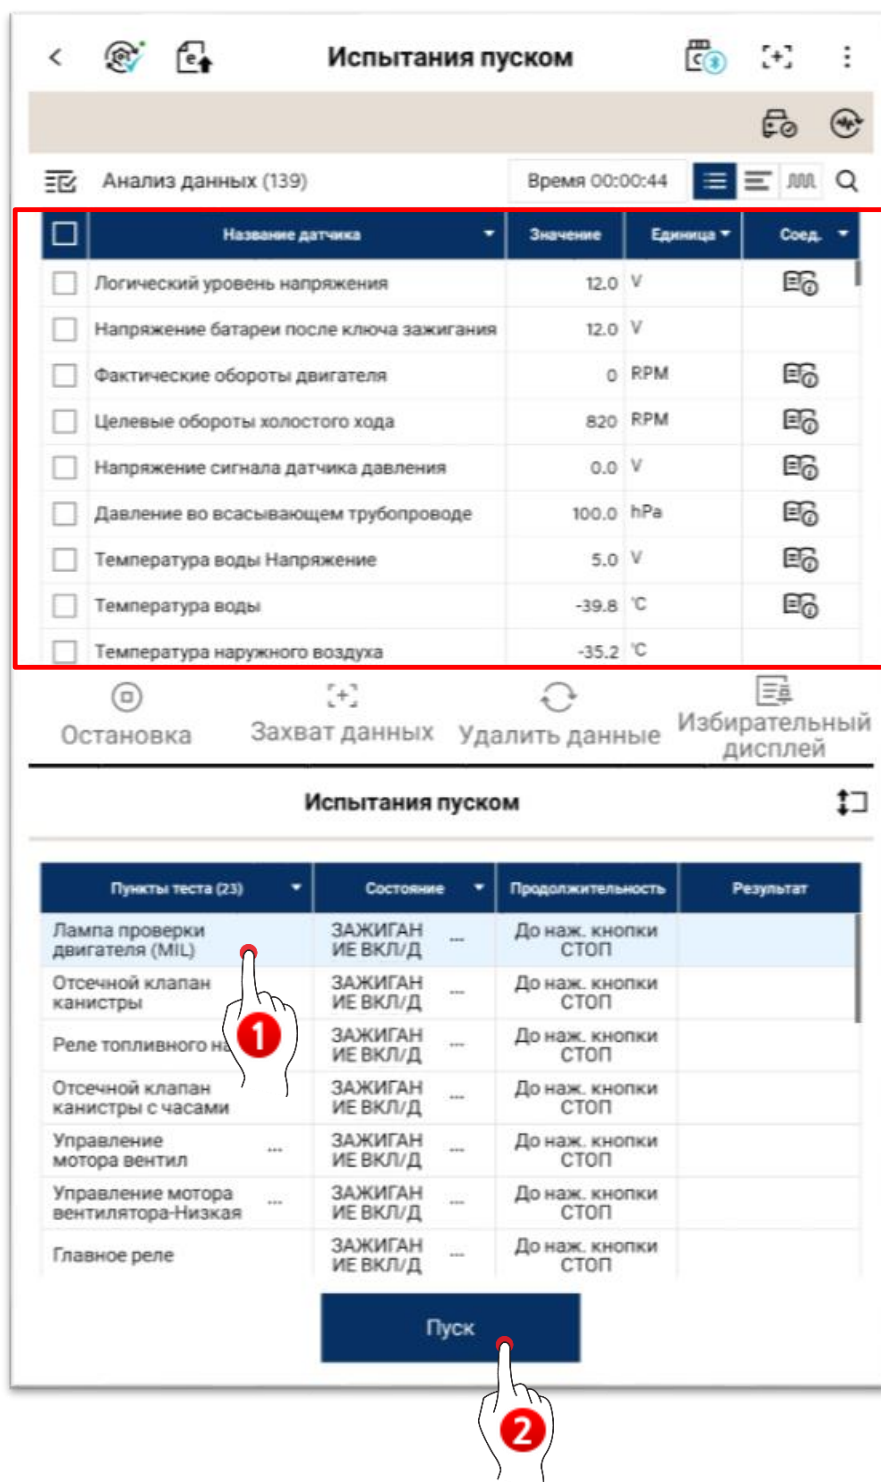 Испытания пуском
Анализ данных (139)
Время 00:00:44
Название датчика Значение Единица Соед.
Логический уровень напряжения 12.0 V
Напряжение батареи после ключа зажигания 12.0 V
Фактические обороты двигателя 0 RPM
Целевые обороты холостого хода 820 RPM
Напряжение сигнала датчика давления 0.0 V
Давление во всасывающем трубопроводе 100.0 hPa
Температура воды Напряжение 5.0 V
Температура воды -39.8 'C
Температура наружного воздуха -35.2 'C
Остановка
Захват данных
Удалить данные
Избирательный
дисплей
Испытания пуском
Пункты теста (23) Состояние Продолжительность Результат
Лампа проверки
двигателя (MIL)
ЗАЖИГАН
ИЕ ВКЛ/Д ...
До наж. кнопки
СТОП
Отсечной клапан
канистры
ЗАЖИГАН
ИЕ ВКЛ/Д ...
До наж. кнопки
СТОП
Реле топливного
ЗАЖИГАН
ИЕ ВКЛ/Д ...
До наж. кнопки
СТОП
Отсечной клапан
канистры с часами
ЗАЖИГАН
ИЕ ВКЛ/Д ...
До наж. кнопки
СТОП
Управление
мотора вентил ...
ЗАЖИГАН
ИЕ ВКЛ/Д ...
До наж. кнопки
СТОП
Управление мотора
вентилятора-Низкая ...
ЗАЖИГАН
ИЕ ВКЛ/Д ...
До наж. кнопки
СТОП
Главное реле
ЗАЖИГАН
ИЕ ВКЛ/Д ...
До наж. кнопки
СТОП
1
Пуск
2